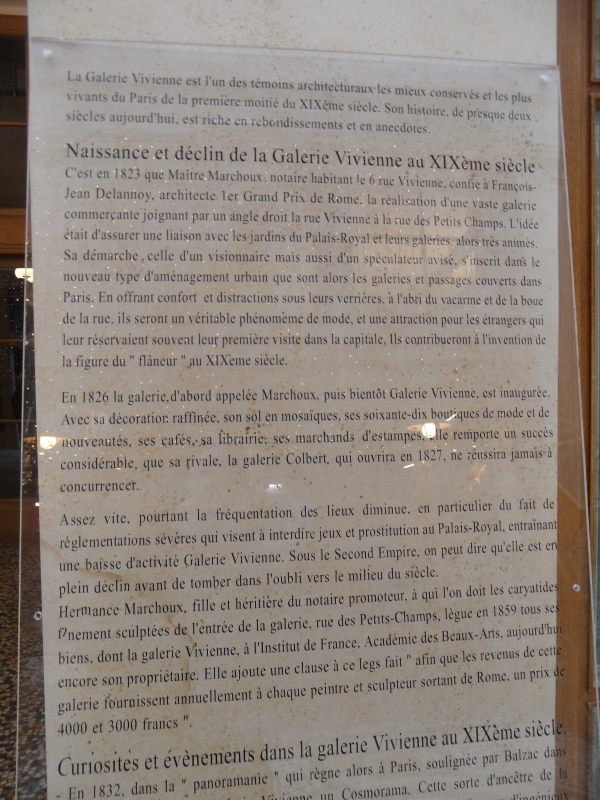 La Galerie Vivienne est l'un des témoins architecturaux les mieux conservés et les plus
vivants du Paris de la première moitié du XIXème siècle. Son histoire, de presque deux
siècles aujourd'hui, est riche en rebondissements et en anecdotes.
Naissance et déclin de la Galerie Vivienne au XIXème siècle
C'est en 1823 que Maître Marchoux, notaire habitant le 6 rue Vivienne, confie à François-
Jean Delannoy, architecte 1er Grand Prix de Rome, la réalisation d'une vaste galerie
commerçante joignant par un angle droit la rue Vivienne à la rue des Petits Champs. L'idée
était d'assurer une liaison avec les jardins du Palais-Royal et leurs galeries, alors très animés.
Sa démarche, celle d'un visionnaire mais aussi d'un spéculateur avisé, s'inscrit dans le
nouveau type d'aménagement urbain que sont alors les galeries et passages couverts dans
Paris. En offrant confort et distractions sous leurs verrières, à l'abri du vacarme et de la boue
de la rue, ils seront un véritable phénomème de mode, et une attraction pour les étrangers qui
leur réservaient souvent leur première visite dans la capitale. Ils contribueront à l'invention de
la figure du " flâneur " au XIXème siècle.
En 1826 la galerie,d'abord appelée Marchoux, puis bientôt Galerie Vivienne, est inaugurée.
Avec sa décoration raffinée, son sol en mosaïques, ses soixante-dix boutiques de mode et de
nouveautés, ses cafés, sa librairie, ses marchands d'estampes, elle remporte un succès
considérable, que sa rivale, la galerie Colbert, qui ouvrira en 1827, ne réussira jamais à
concurrencer.
Assez vite, pourtant la fréquentation des lieux diminue, en particulier du fait de
règlementations sévères qui visent à interdire jeux et prostitution au Palais-Royal, entraînant
une baisse d'activité Galerie Vivienne. Sous le Second Empire, on peut dire qu'elle est en
plein déclin avant de tomber dans l'oubli vers le milieu du siècle.
Hermance Marchoux, fille et héritière du notaire promoteur, à qui l'on doit les caryatides
finement sculptées de l'entrée de la galerie, rue des Petits-Champs, lègue en 1859 tous ses
biens, dont la galerie Vivienne, à l'Institut de France, Académie des Beaux-Arts, aujourd'hui
encore son propriétaire. Elle ajoute une clause à ce legs fait " afin que les revenus de cette
galerie fournissent annuellement à chaque peintre et sculpteur sortant de Rome, un prix de
4000 et 3000 francs ".
Curiosités et évènements dans la galerie Vivienne au XIXème siècle.
- En 1832, dans la " panoramanie " qui règne alors à Paris, soulignée par Balzac dans
Vivienne un Cosmorama. Cette sorte d'ancêtre de la
d'ingénieux